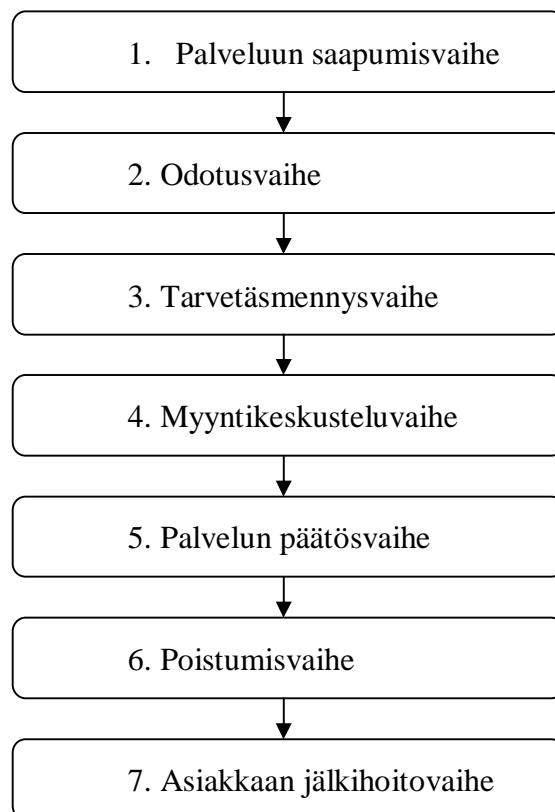 1. Palveluun saapumisvaihe
2. Odotusvaihe
3. Tarvetäsmennysvaihe
4. Myyntikeskusteluvaihe
5. Palvelun päätösvaihe
6. Poistumisvaihe
7. Asiakkaan jälkihoitovaihe